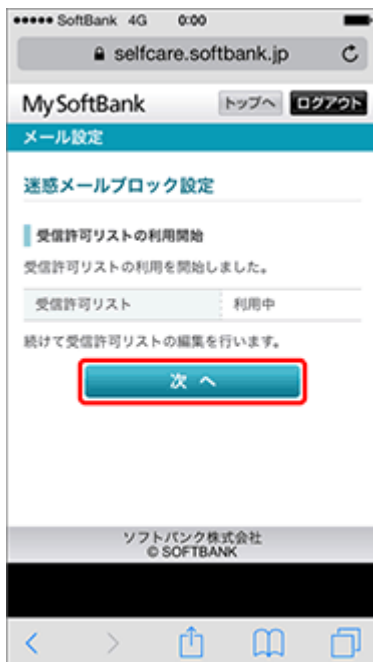 SoftBank 4G 0:00
selfcare.softbank.jp
My SoftBank トップへ ログアウト
メール設定
迷惑メールブロック設定
受信許可リストの利用開始
受信許可リストの利用を開始しました。
受信許可リスト 利用中
続けて受信許可リストの編集を行います。
次 へ
ソフトバンク株式会社
© SOFTBANK